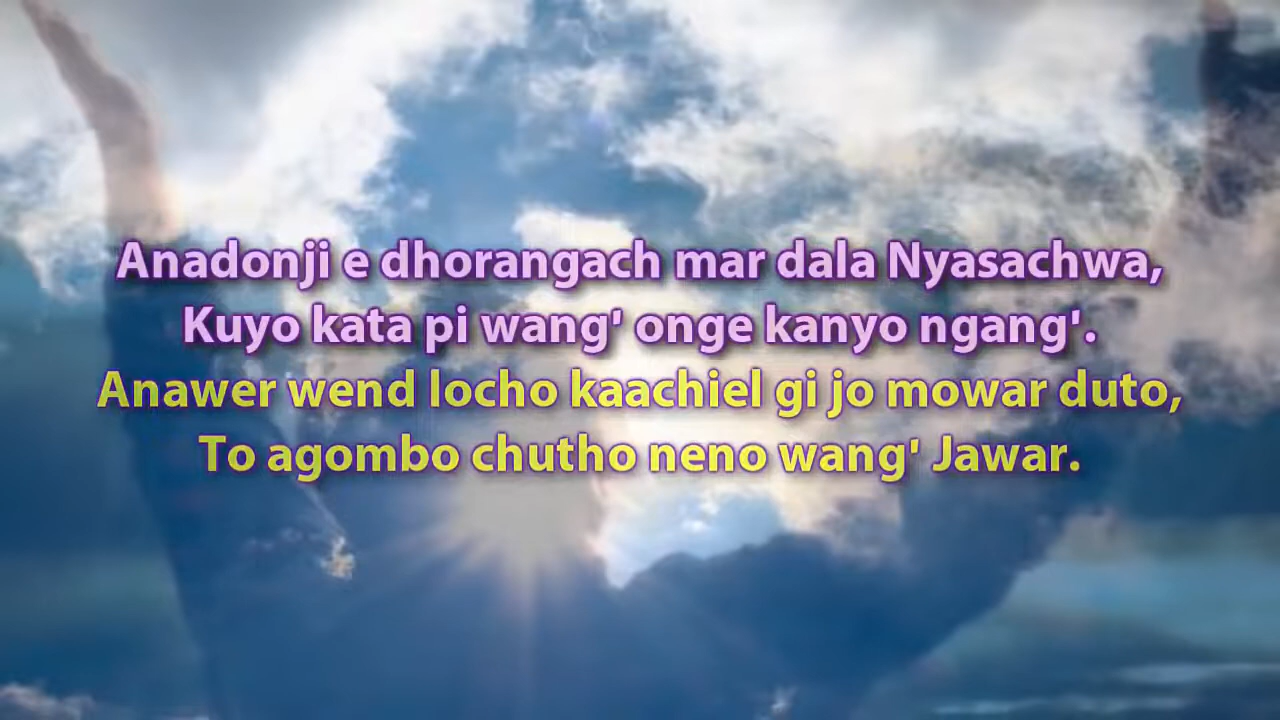 Anadonji e dhorangach mar dala Nyasachwa,
Kuyo kata pi wang' onge kanyo ngang'.
Anawer wend locho kaachiel gi jo mowar duto,
To agombo chutho neno wang' Jawar.